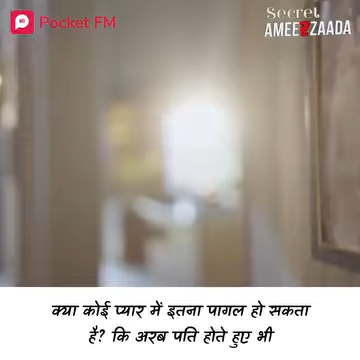 Pocket FM
Secret
AMEERZAADA
क्या कोई प्यार में इतना पागल हो सकता
है? कि अरब पति होते हुए भी